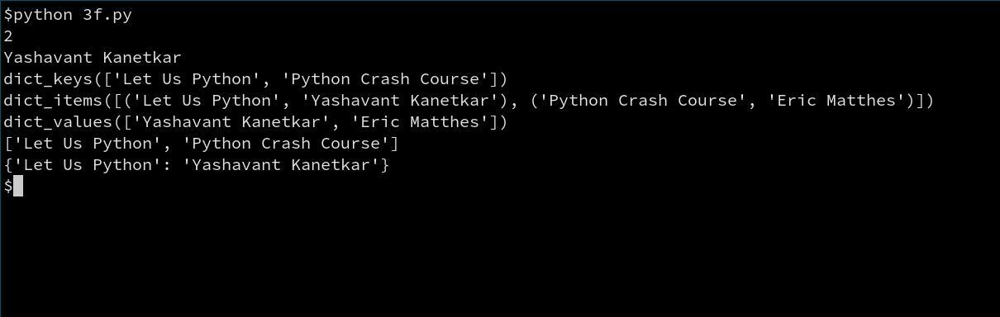 $python 3f.py
2
Yashavant Kanetkar
dict_keys(['Let Us Python', 'Python Crash Course'])
dict_items([('Let Us Python', 'Yashavant Kanetkar'), ('Python Crash Course', 'Eric Matthes')])
dict_values(['Yashavant Kanetkar', 'Eric Matthes'])
['Let Us Python', 'Python Crash Course']
{'Let Us Python': 'Yashavant Kanetkar'}
$